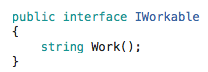 public interface IWorkable
{
    string Work();
}